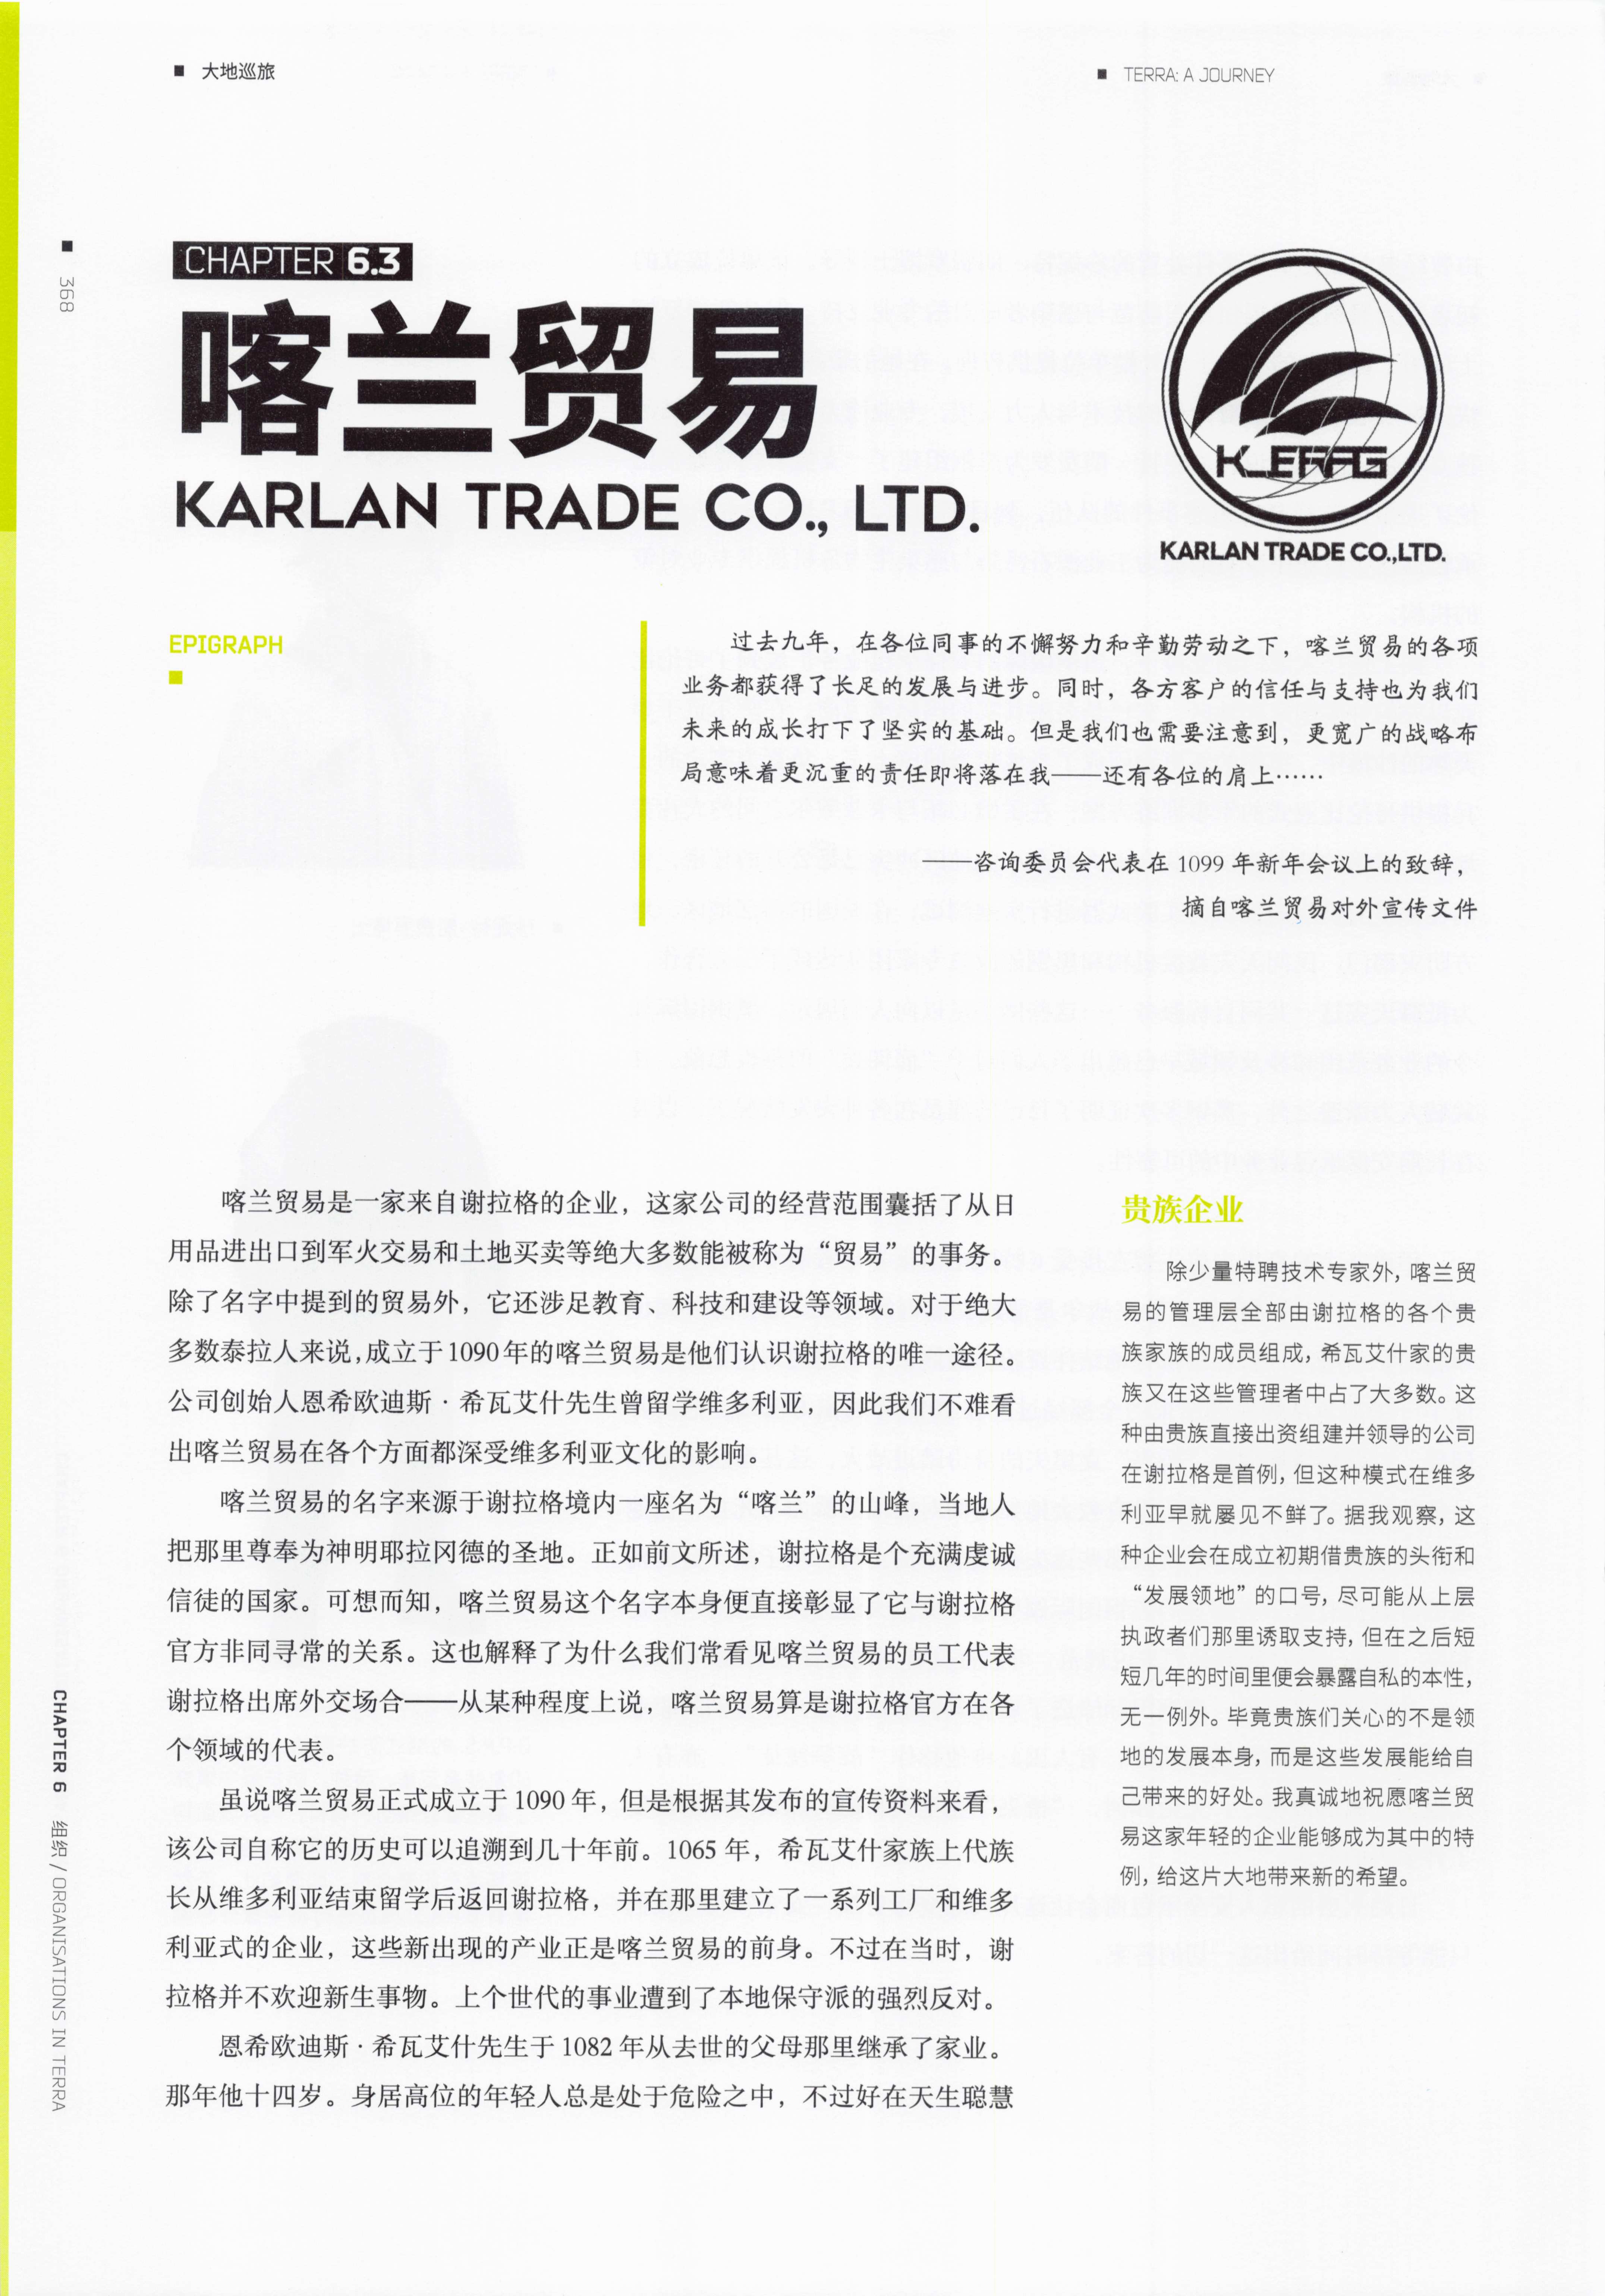 大地巡旅
TERRA: A JOURNEY
368
CHAPTER 6.3
喀兰贸易
KARLAN TRADE CO., LTD.
KARLAN TRADE CO.,LTD.
EPIGRAPH
过去九年，在各位同事的不懈努力和辛勤劳动之下，喀兰贸易的各项
业务都获得了长足的发展与进步。同时，各方客户的信任与支持也为我们
未来的成长打下了坚实的基础。但是我们也需要注意到，更宽广的战略布
局意味着更沉重的责任即将落在我——还有各位的肩上……
——咨询委员会代表在 1099 年新年会议上的致辞，
摘自喀兰贸易对外宣传文件
喀兰贸易是一家来自谢拉格的企业，这家公司的经营范围囊括了从日
用品进出口到军火交易和土地买卖等绝大多数能被称为“贸易”的事务。
除了名字中提到的贸易外，它还涉足教育、科技和建设等领域。对于绝大
多数泰拉人来说，成立于1090年的喀兰贸易是他们认识谢拉格的唯一途径。
公司创始人恩希欧迪斯·希瓦艾什先生曾留学维多利亚，因此我们不难看
出喀兰贸易在各个方面都深受维多利亚文化的影响。
喀兰贸易的名字来源于谢拉格境内一座名为“喀兰”的山峰，当地人
把那里尊奉为神明耶拉冈德的圣地。正如前文所述，谢拉格是个充满虔诚
信徒的国家。可想而知，喀兰贸易这个名字本身便直接彰显了它与谢拉格
官方非同寻常的关系。这也解释了为什么我们常看见喀兰贸易的员工代表
谢拉格出席外交场合——从某种程度上说，喀兰贸易算是谢拉格官方在各
个领域的代表。
虽说喀兰贸易正式成立于 1090 年，但是根据其发布的宣传资料来看，
该公司自称它的历史可以追溯到几十年前。1065 年，希瓦艾什家族上代族
长从维多利亚结束留学后返回谢拉格，并在那里建立了一系列工厂和维多
利亚式的企业，这些新出现的产业正是喀兰贸易的前身。不过在当时，谢
拉格并不欢迎新生事物。上个世代的事业遭到了本地保守派的强烈反对。
恩希欧迪斯·希瓦艾什先生于 1082 年从去世的父母那里继承了家业。
那年他十四岁。身居高位的年轻人总是处于危险之中，不过好在天生聪慧
贵族企业
除少量特聘技术专家外，喀兰贸
易的管理层全部由谢拉格的各个贵
族家族的成员组成，希瓦艾什家的贵
族又在这些管理者中占了大多数。这
种由贵族直接出资组建并领导的公司
在谢拉格是首例，但这种模式在维多
利亚早就屡见不鲜了。据我观察，这
种企业会在成立初期借贵族的头衔和
“发展领地”的口号，尽可能从上层
执政者们那里诱取支持，但在之后短
短几年的时间里便会暴露自私的本性，
无一例外。毕竟贵族们关心的不是领
地的发展本身，而是这些发展能给自
己带来的好处。我真诚地祝愿喀兰贸
易这家年轻的企业能够成为其中的特
例，给这片大地带来新的希望。
CHAPTER 6 组织 / ORGANISATIONS IN TERRA